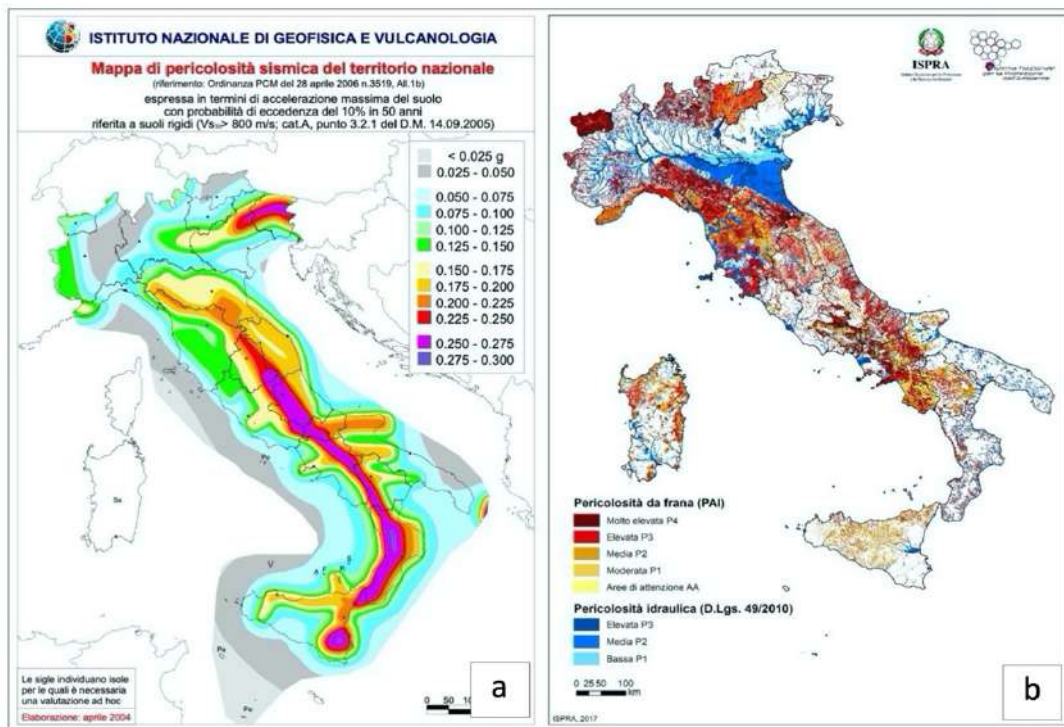 ISTITUTO NAZIONALE DI GEOFISICA E VULCANOLOGIA
Mappa di pericolosità sismica del territorio nazionale
(riferimento: Ordinanza PCM del 28 aprile 2006 n.3519, All.1b)
espressa in termini di accelerazione massima del suolo
con probabilità di eccedenza del 10% in 50 anni
riferita a suoli rigidi (Vs₃₀> 800 m/s; cat.A, punto 3.2.1 del D.M. 14.09.2005)
< 0.025 g
0.025 - 0.050
0.050 - 0.075
0.075 - 0.100
0.100 - 0.125
0.125 - 0.150
0.150 - 0.175
0.175 - 0.200
0.200 - 0.225
0.225 - 0.250
0.250 - 0.275
0.275 - 0.300
Sa
V
Pa
Le sigle individuano isole
per le quali è necessaria
una valutazione ad hoc
Elaborazione: aprile 2004
0 50 10
a
ISPRA
Pericolosità da frana (PAI)
Molto elevata P4
Elevata P3
Media P2
Moderata P1
Aree di attenzione AA
Pericolosità idraulica (D.Lgs. 49/2010)
Elevata P3
Media P2
Bassa P1
0 25 50 100
km
ISPRA, 2017
b